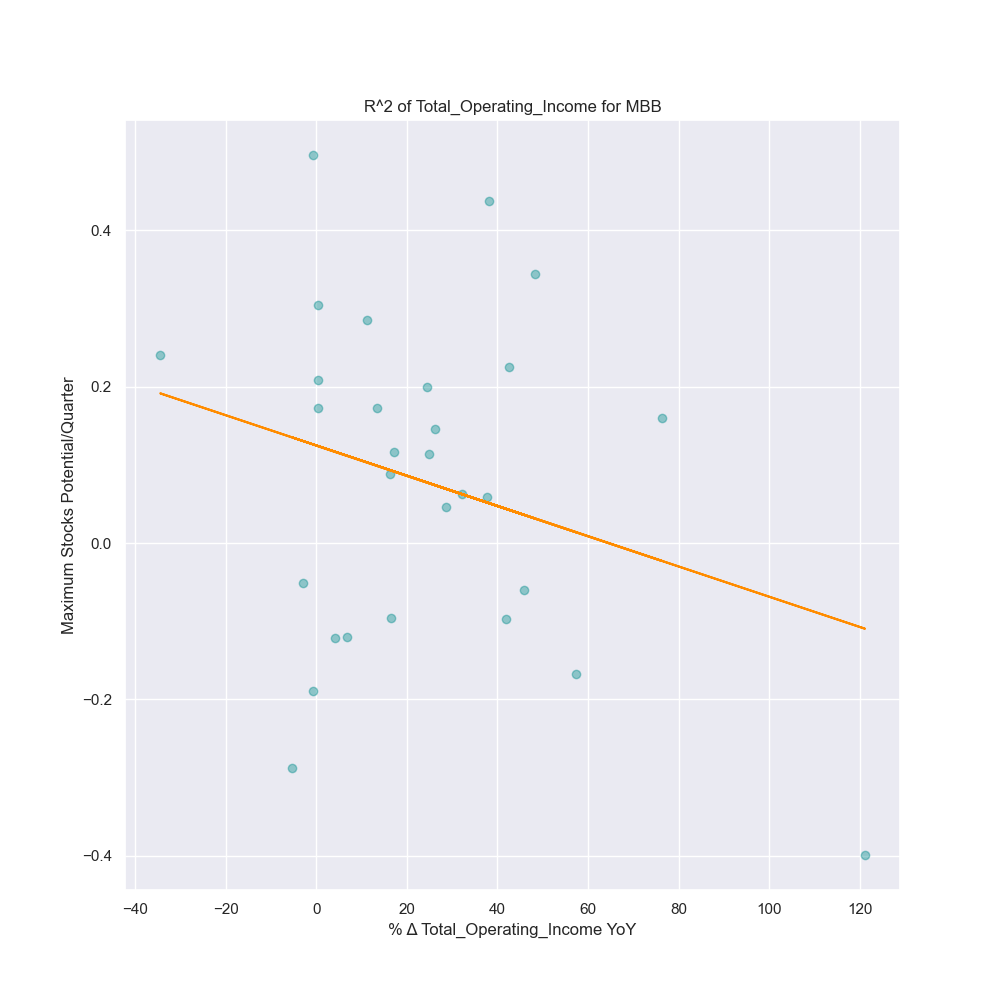 R^2 of Total_Operating_Income for MBB
Maximum Stocks Potential/Quarter
0.4
0.2
0.0
−0.2
−0.4
−40 −20 0 20 40 60 80 100 120
% Δ Total_Operating_Income YoY